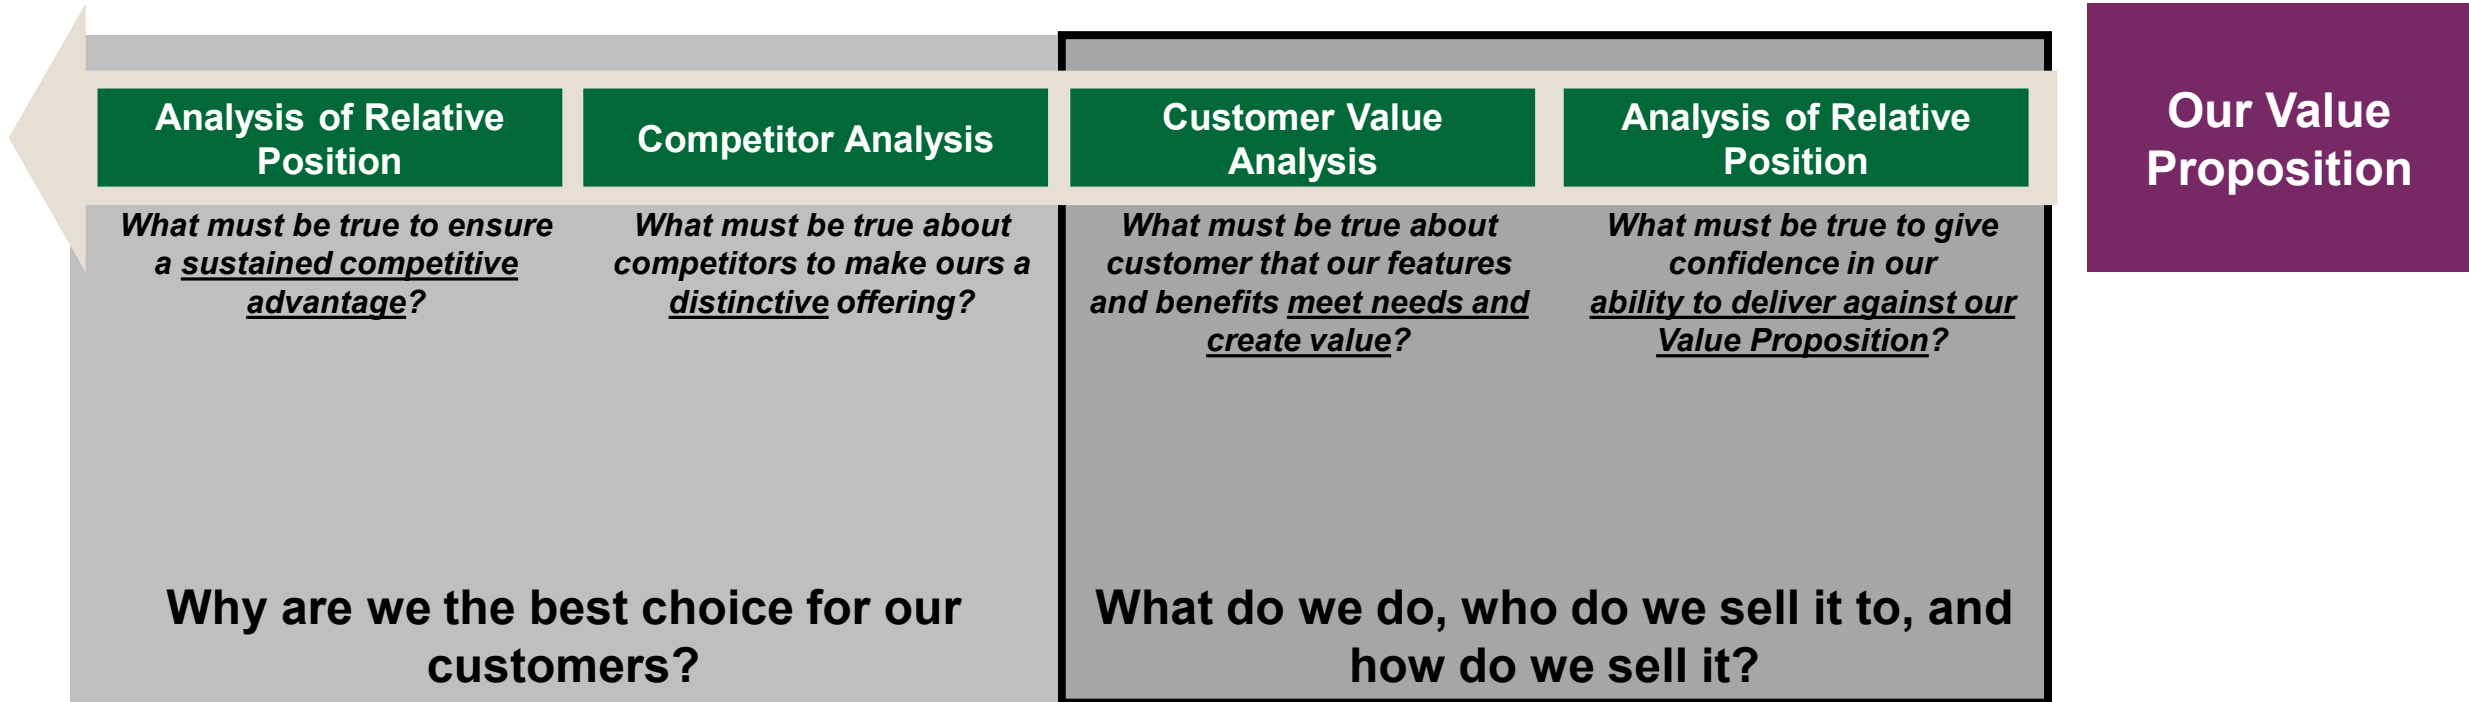 Analysis of Relative
Position
What must be true to ensure
a sustained competitive
advantage?
Competitor Analysis
What must be true about
competitors to make ours a
distinctive offering?
Why are we the best choice for our
customers?
Customer Value
Analysis
What must be true about
customer that our features
and benefits meet needs and
create value?
Analysis of Relative
Position
What must be true to give
confidence in our
ability to deliver against our
Value Proposition?
What do we do, who do we sell it to, and
how do we sell it?
Our Value
Proposition